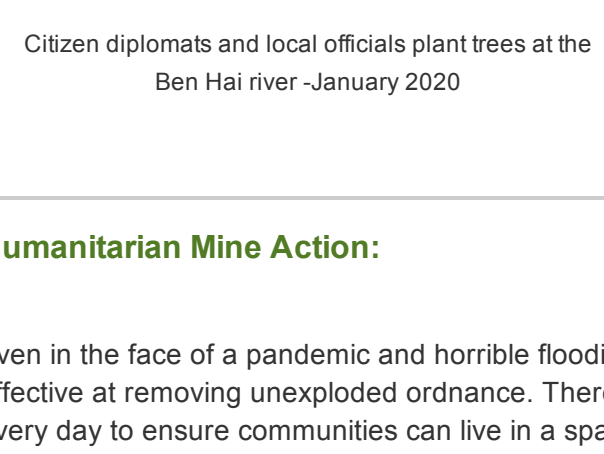 Citizen diplomats and local officials plant trees at the
Ben Hai river -January 2020
umanitarian Mine Action:
ven in the face of a pandemic and horrible floodi
ffective at removing unexploded ordnance. There
very day to ensure communities can live in a spa